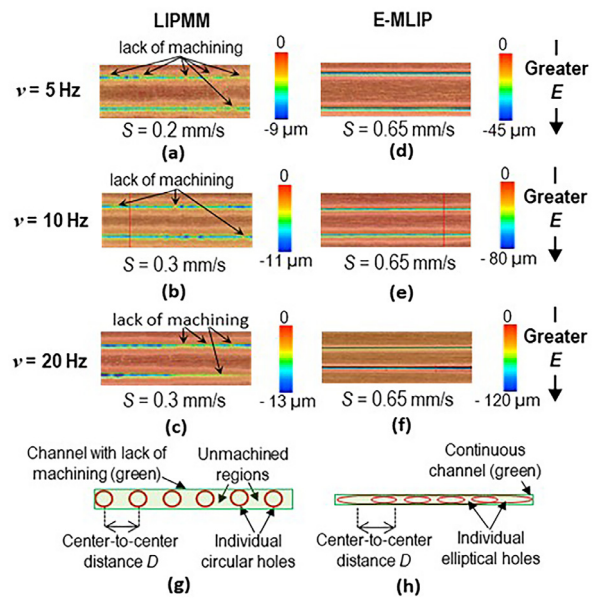 LIPMM
E-MLIP
lack of machining
0
0
Greater
E
ν = 5 Hz
-9 μm
-45 μm
S = 0.2 mm/s
S = 0.65 mm/s
(a)
(d)
lack of machining
0
0
Greater
E
ν = 10 Hz
-11 μm
- 80 μm
S = 0.3 mm/s
S = 0.65 mm/s
(b)
(e)
lack of machining
0
0
Greater
E
ν = 20 Hz
- 13 μm
- 120 μm
S = 0.3 mm/s
S = 0.65 mm/s
(c)
(f)
Channel with lack of
machining (green)
Unmachined
regions
Center-to-center
distance D
Individual
circular holes
(g)
Continuous
channel (green)
Center-to-center
distance D
Individual
elliptical holes
(h)